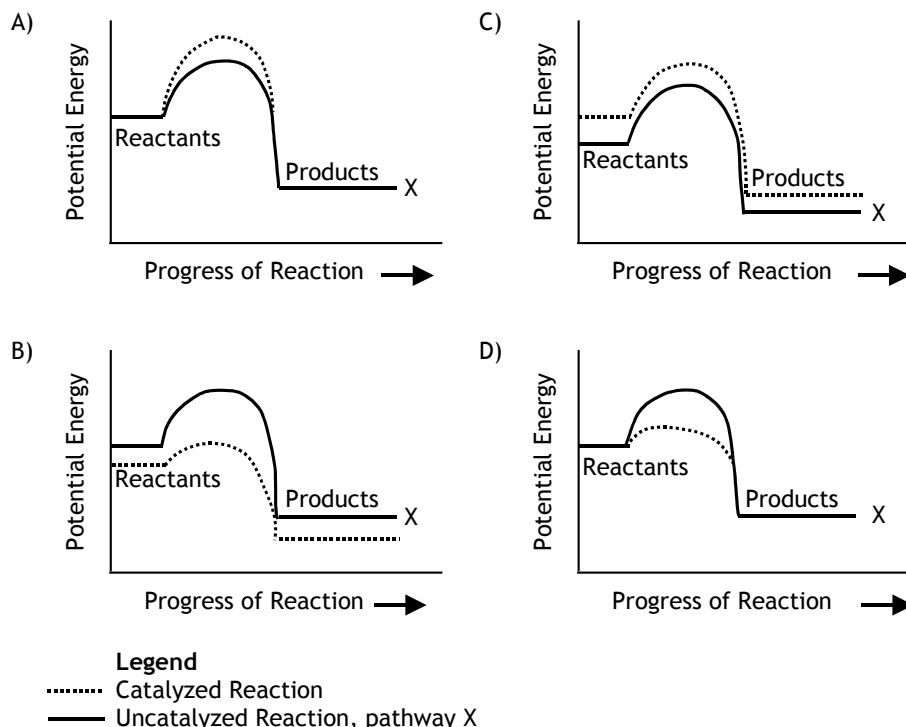 A)
Potential Energy
Reactants
Products
X
Progress of Reaction
C)
Potential Energy
Reactants
Products
X
Progress of Reaction
B)
Potential Energy
Reactants
Products
X
Progress of Reaction
D)
Potential Energy
Reactants
Products
X
Progress of Reaction
Legend
Catalyzed Reaction
Uncatalyzed Reaction, pathway X